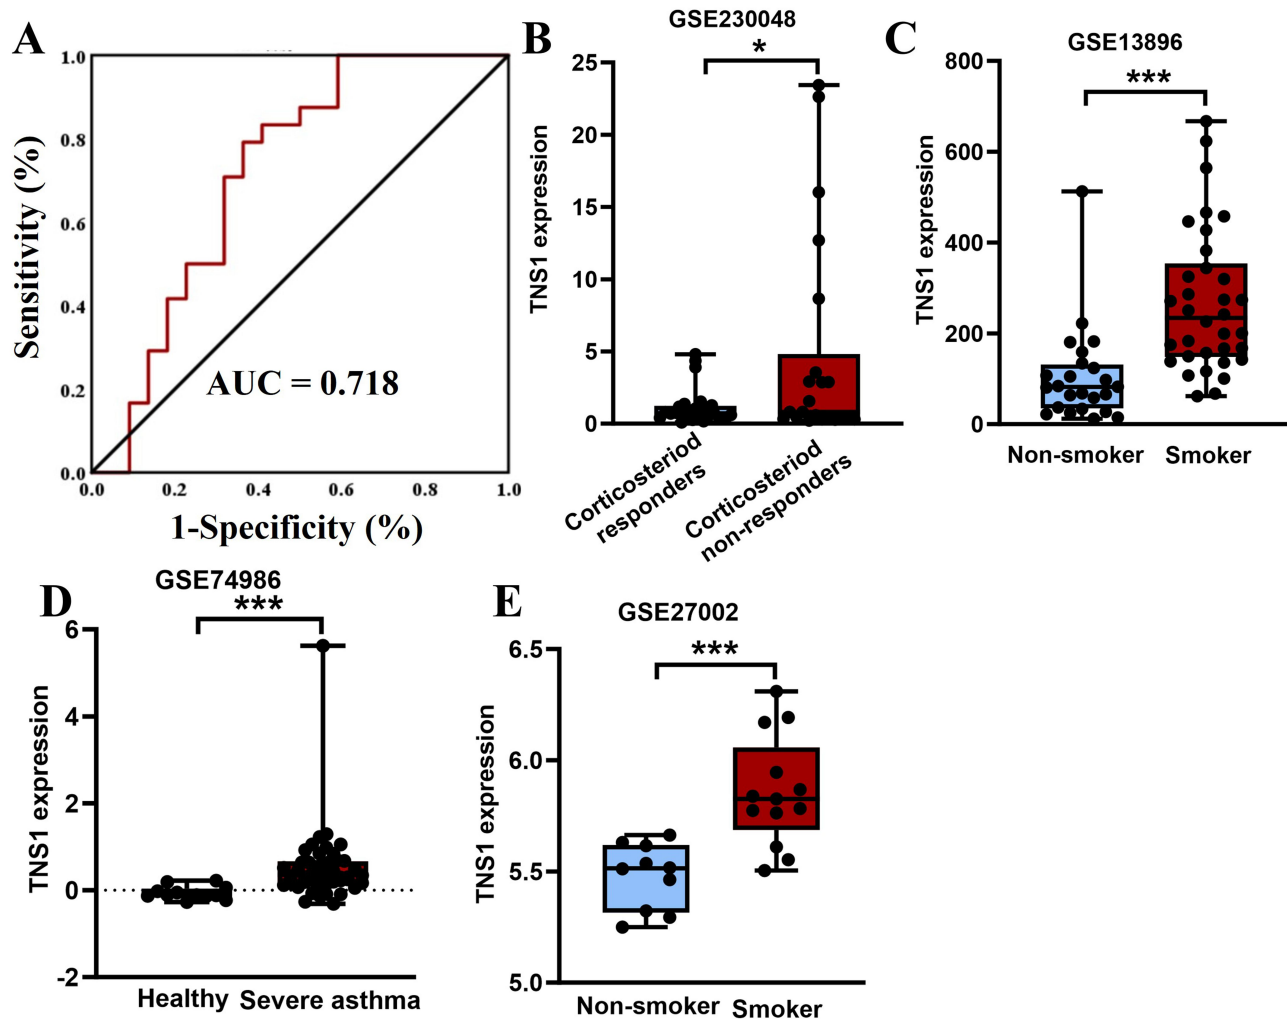 A
1.0
0.8
0.6
0.4
0.2
0.0
0.0
0.2
0.4
0.6
0.8
1.0
Sensitivity (%)
1-Specificity (%)
AUC = 0.718
B
GSE230048
*
25
20
15
10
5
0
TNS1 expression
Corticosteriod
responders
Corticosteriod
non-responders
C
GSE13896
***
800
600
400
200
0
TNS1 expression
Non-smoker
Smoker
D
GSE74986
***
6
4
2
0
-2
TNS1 expression
Healthy
Severe asthma
E
GSE27002
***
6.5
6.0
5.5
5.0
TNS1 expression
Non-smoker
Smoker